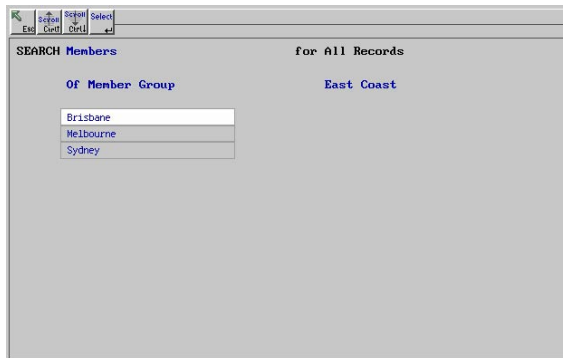 Esc
Scroll Ctrl↑
Scroll Ctrl↓
Select ↵
SEARCH Members for All Records
Of Member Group East Coast
Brisbane
Melbourne
Sydney